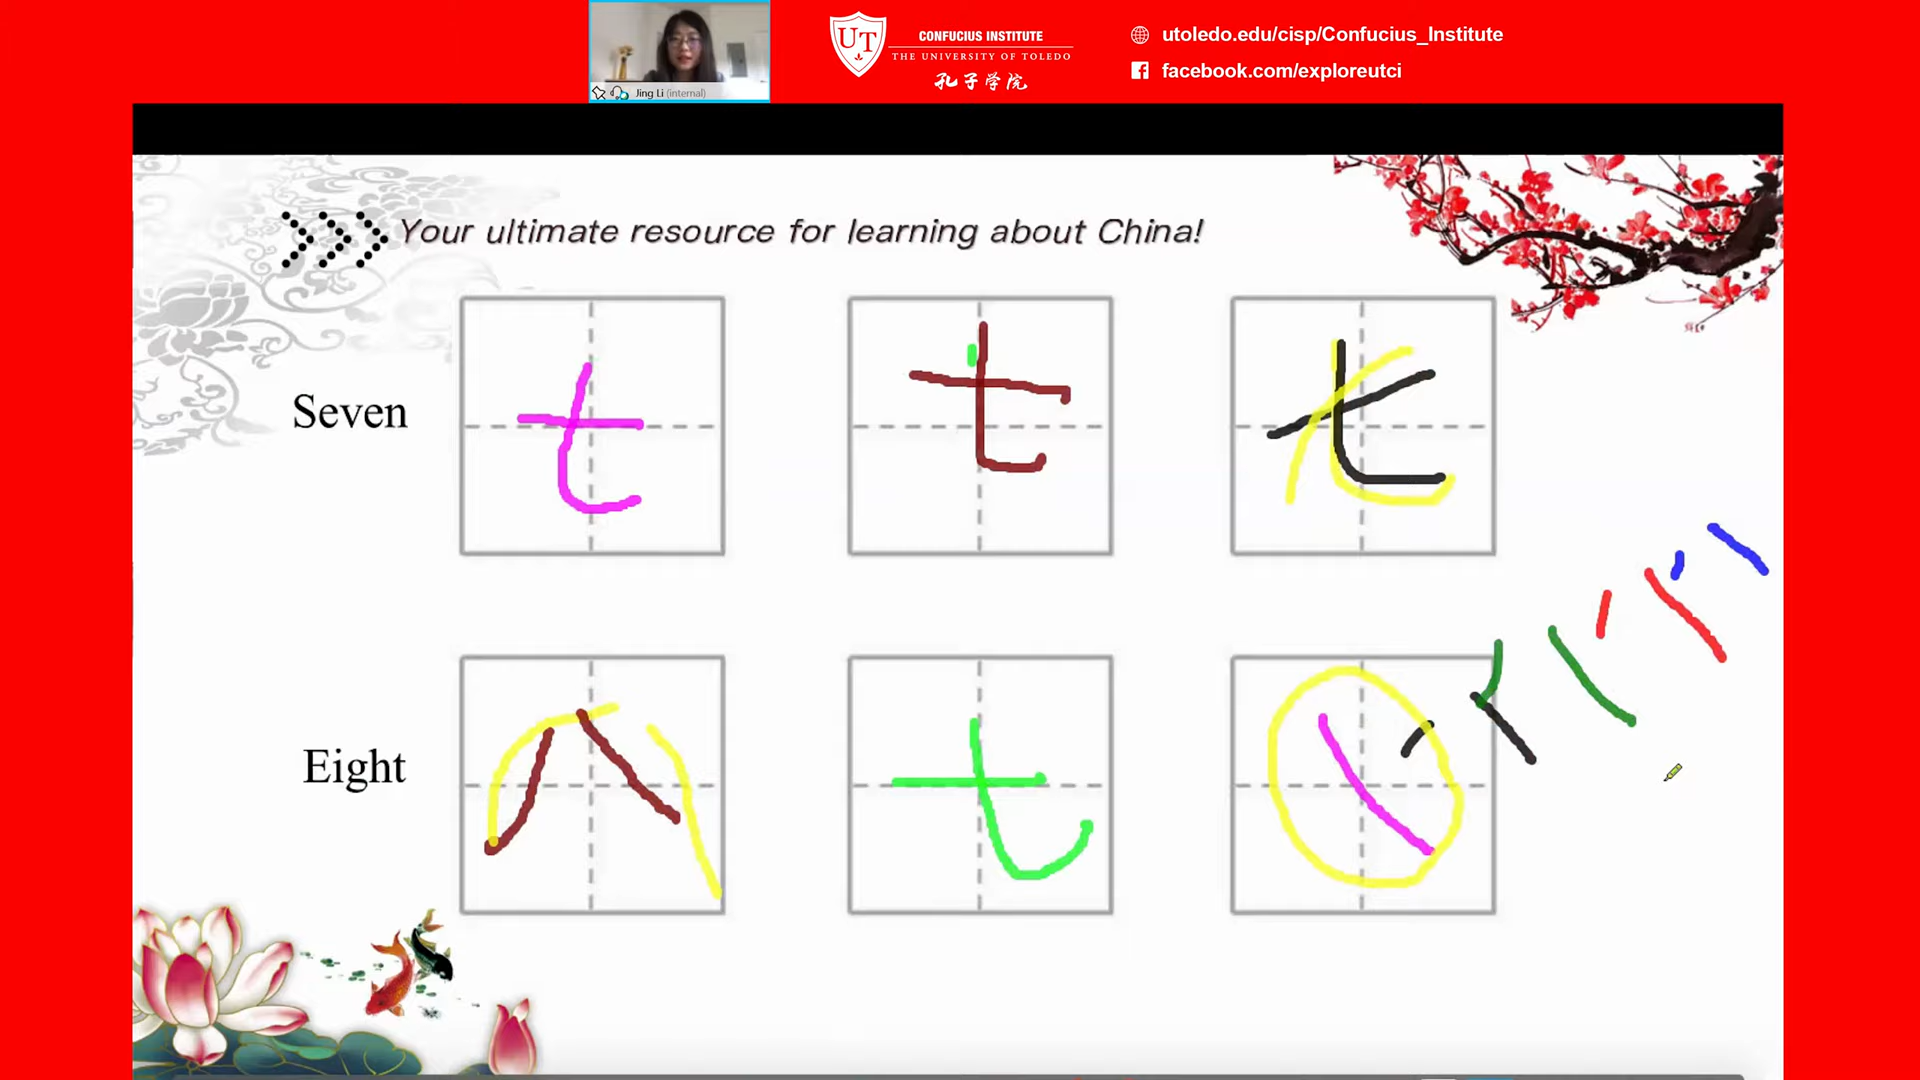 Jing Li (internal)
UT
CONFUCIUS INSTITUTE
THE UNIVERSITY OF TOLEDO
孔子学院
utoledo.edu/cisp/Confucius_Institute
facebook.com/exploreutci
Your ultimate resource for learning about China!
Seven
七 七 七
Eight
八 七